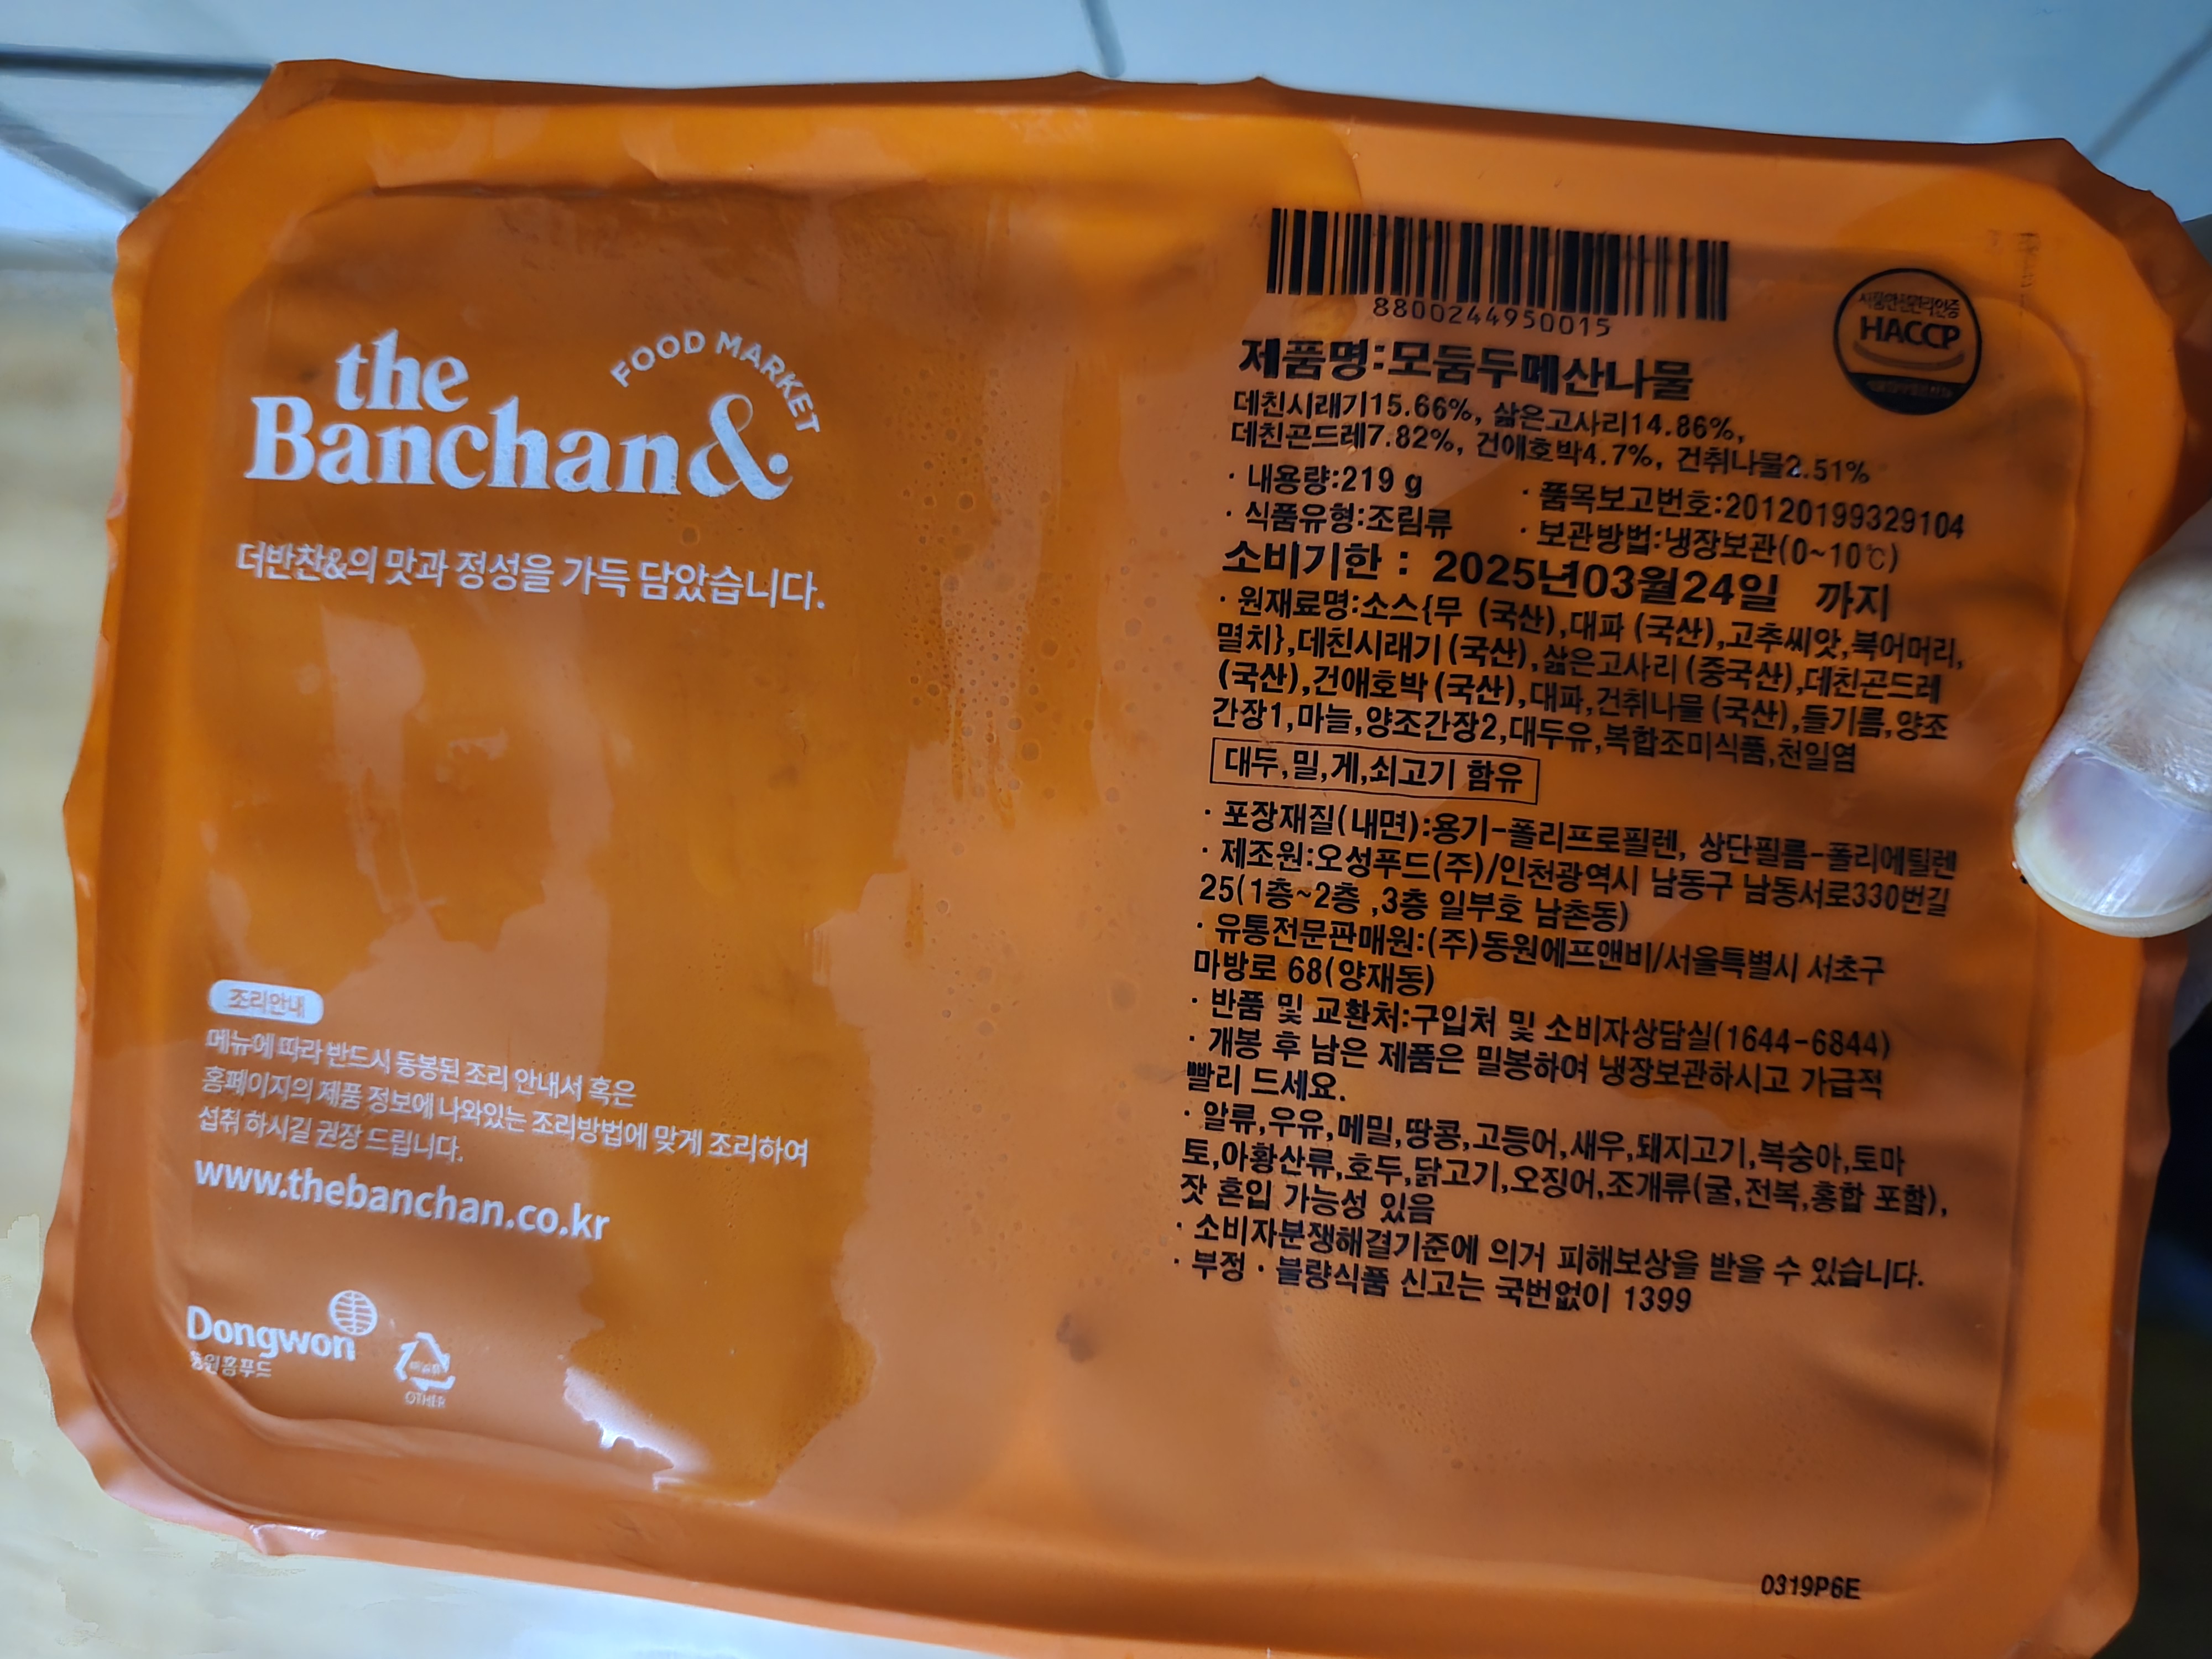 the
Banchan&
FOOD MARKET
더반찬&의 맛과 정성을 가득 담았습니다.
조리안내
메뉴에 따라 반드시 동봉된 조리 안내서 혹은
홈페이지의 제품 정보에 나와있는 조리방법에 맞게 조리하여
섭취 하시길 권장 드립니다.
www.thebanchan.co.kr
Dongwon
동원홈푸드
OTHER
8800244950015
식품안전관리인증
HACCP
제품명:모둠두메산나물
데친시래기15.66%, 삶은고사리14.86%,
데친곤드레7.82%, 건애호박4.7%, 건취나물2.51%
· 내용량:219 g · 품목보고번호:20120199329104
· 식품유형:조림류 · 보관방법:냉장보관(0~10℃)
소비기한 : 2025년03월24일 까지
· 원재료명:소스{무 (국산),대파 (국산),고추씨앗,북어머리,
멸치},데친시래기 (국산),삶은고사리 (중국산),데친곤드레
(국산),건애호박 (국산),대파,건취나물 (국산),들기름,양조
간장1,마늘,양조간장2,대두유,복합조미식품,천일염
대두,밀,게,쇠고기 함유
· 포장재질(내면):용기-폴리프로필렌, 상단필름-폴리에틸렌
· 제조원:오성푸드(주)/인천광역시 남동구 남동서로330번길
25(1층~2층 ,3층 일부호 남촌동)
· 유통전문판매원:(주)동원에프앤비/서울특별시 서초구
마방로 68(양재동)
· 반품 및 교환처:구입처 및 소비자상담실(1644-6844)
· 개봉 후 남은 제품은 밀봉하여 냉장보관하시고 가급적
빨리 드세요.
· 알류,우유,메밀,땅콩,고등어,새우,돼지고기,복숭아,토마
토,아황산류,호두,닭고기,오징어,조개류(굴,전복,홍합 포함),
잣 혼입 가능성 있음
· 소비자분쟁해결기준에 의거 피해보상을 받을 수 있습니다.
· 부정 · 불량식품 신고는 국번없이 1399
0319P6E